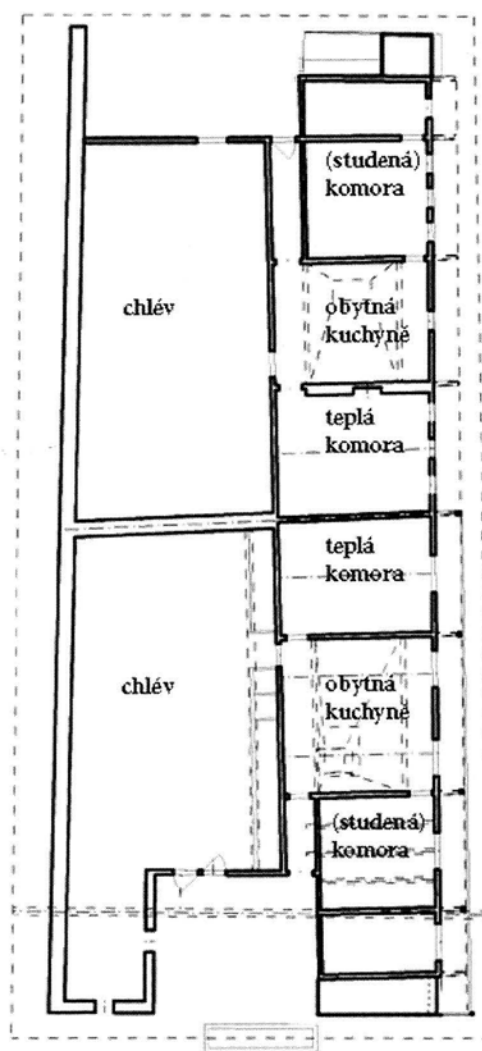 (studená)
komora
chlév
obytná
kuchyně
teplá
komora
teplá
komora
chlév
obytná
kuchyně
(studená)
komora